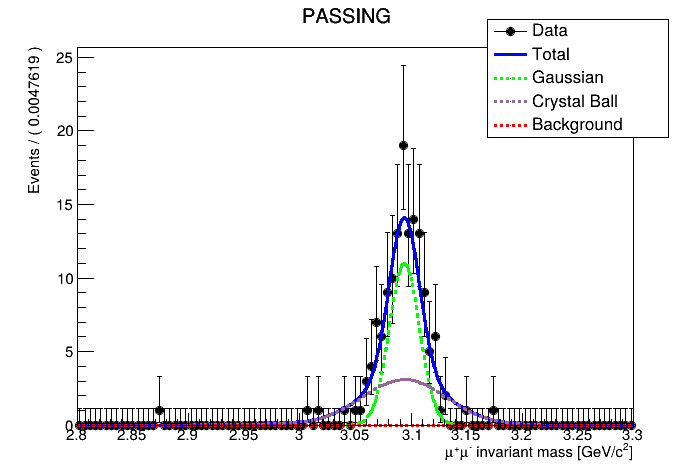 PASSING
Data
Total
Gaussian
Crystal Ball
Background
Events / ( 0.0047619 )
25
20
15
10
5
0
2.8 2.85 2.9 2.95 3 3.05 3.1 3.15 3.2 3.25 3.3
μ⁺μ⁻ invariant mass [GeV/c²]